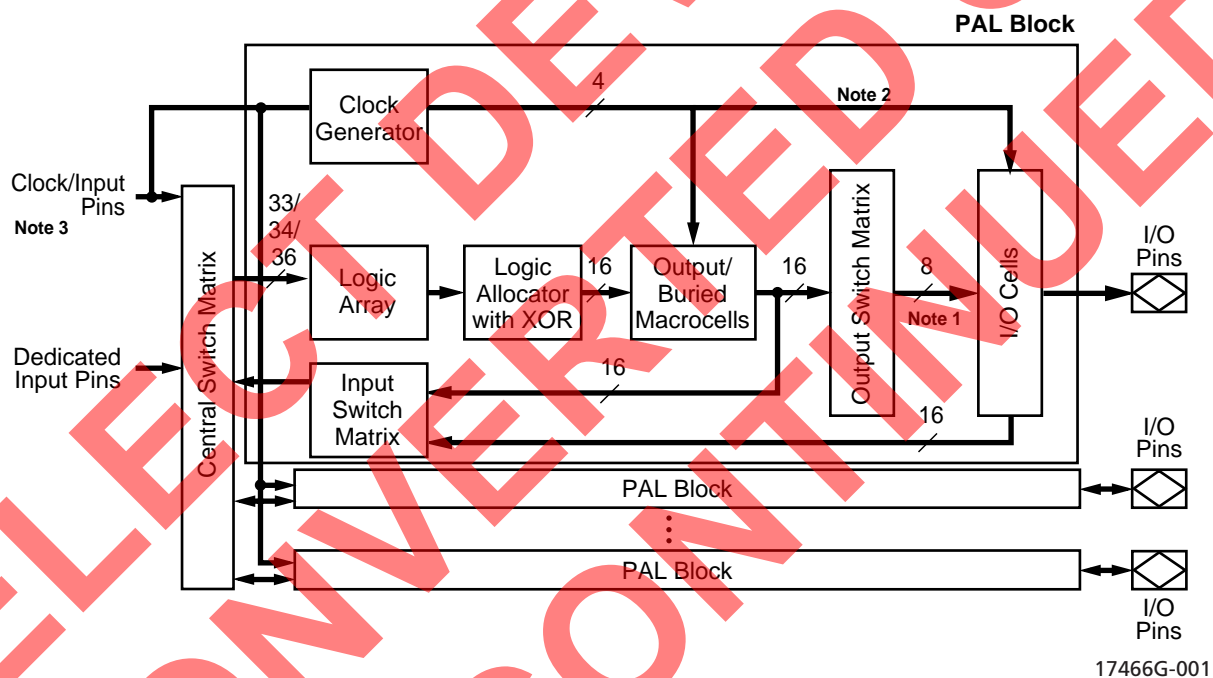 PAL Block
4
Clock
Generator
Note 2
Clock/Input
Pins
Note 3
33/
34/
36
Central Switch Matrix
Logic
Array
Logic
Allocator
with XOR
16
Output/
Buried
Macrocells
16
Output Switch Matrix
8
Note 1
I/O Cells
I/O
Pins
Dedicated
Input Pins
Input
Switch
Matrix
16
16
I/O
Pins
PAL Block
PAL Block
I/O
Pins
17466G-001
SELECT DE
CONVERTED
CONTINUED